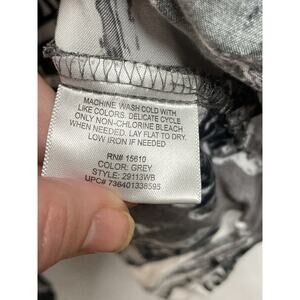 MACHINE WASH COLD WITH
LIKE COLORS. DELICATE CYCLE
ONLY NON-CHLORINE BLEACH
WHEN NEEDED. LAY FLAT TO DRY.
LOW IRON IF NEEDED
RN# 15610
COLOR: GREY
STYLE: 29113WB
UPC# 736401338595